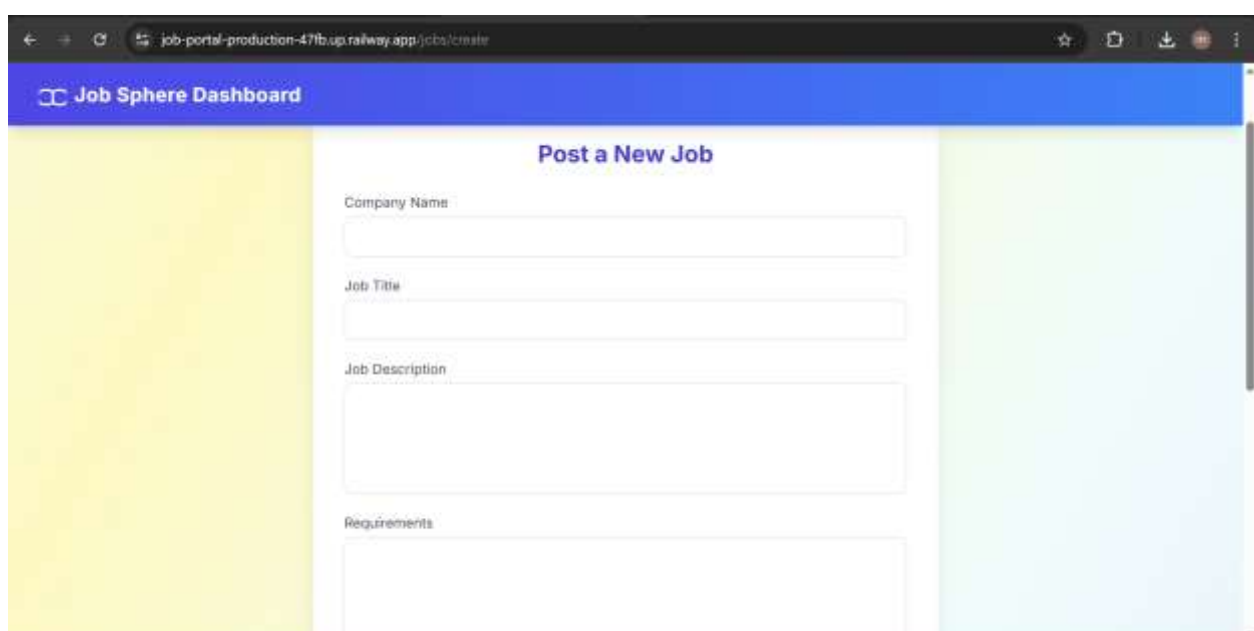 job-portal-production-47fb.up.railway.app/jobs/create
Job Sphere Dashboard
Post a New Job
Company Name
Job Title
Job Description
Requirements